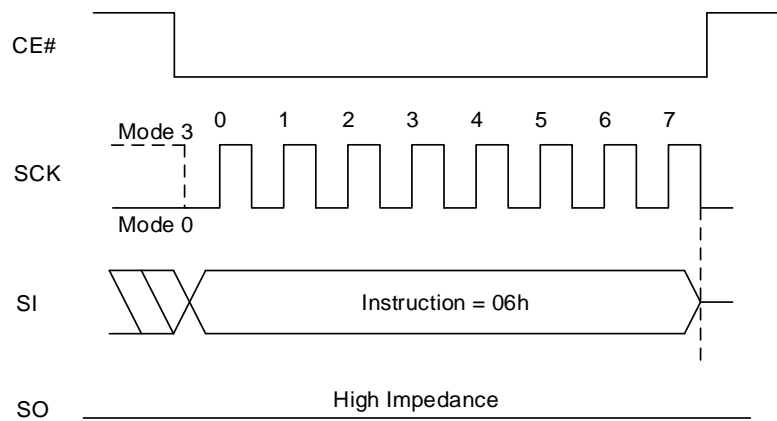 CE#
Mode 3 0 1 2 3 4 5 6 7
SCK
Mode 0
SI Instruction = 06h
High Impedance
SO